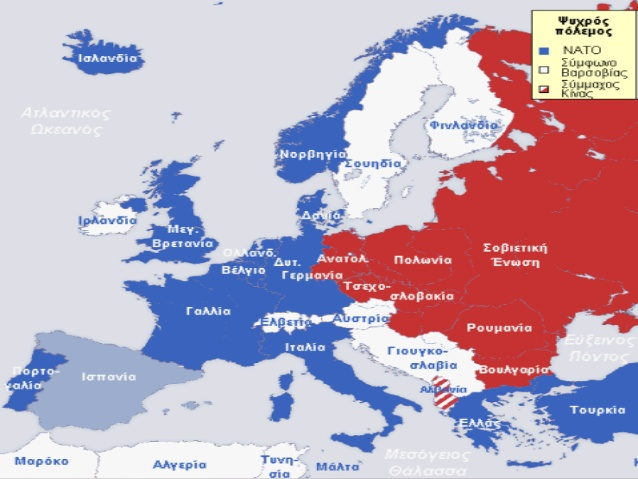 Ψυχρός
πόλεμος
ΝΑΤΟ
Σύμφωνο
Βαρσοβίας
Σύμμαχος
Κίνας
Ισλανδία
Ατλαντικός
Ωκεανός
Νορβηγία
Σουηδία
Φινλανδία
Ιρλανδία
Μεγ.
Βρετανία
Δανία
Ολλανδ.
Βέλγιο
Δυτ.
Γερμανία
Ανατολ.
Πολωνία
Σοβιετική
Ένωση
Τσεχο-
σλοβακία
Γαλλία
Ελβετία
Αυστρία
Ιταλία
Ρουμανία
Γιουγκο-
σλαβία
Βουλγαρία
Εύξεινος
Πόντος
Πορτο-
γαλία
Ισπανία
Αλβανία
Ελλάς
Τουρκία
Μαρόκο
Αλγερία
Τυνη-
σία
Μάλτα
Μεσόγειος
Θάλασσα